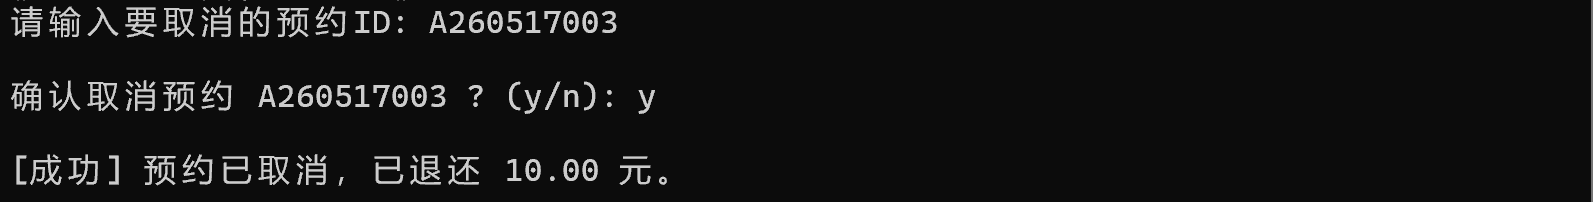 请输入要取消的预约ID: A260517003
确认取消预约 A260517003 ? (y/n): y
[成功] 预约已取消，已退还 10.00 元。